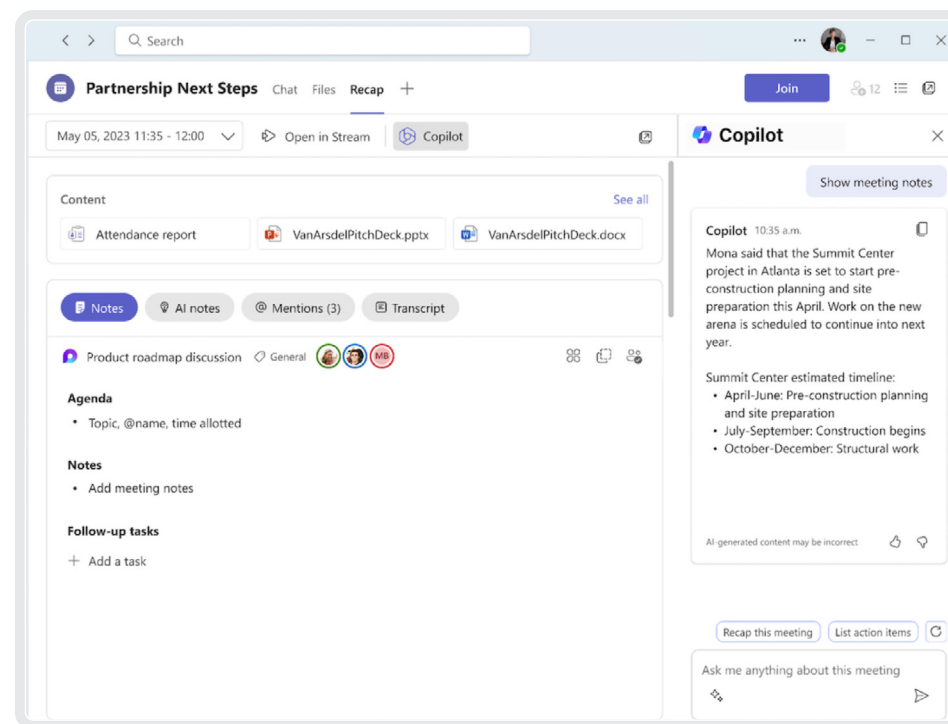 Search
Partnership Next Steps Chat Files Recap
Join
12
May 05, 2023 11:35 - 12:00
Open in Stream
Copilot
Content
See all
Attendance report
VanArsdelPitchDeck.pptx
VanArsdelPitchDeck.docx
Notes
AI notes
Mentions (3)
Transcript
Product roadmap discussion
General
MB
Agenda
• Topic, @name, time allotted
Notes
• Add meeting notes
Follow-up tasks
+ Add a task
Copilot
Show meeting notes
Copilot 10:35 a.m.
Mona said that the Summit Center
project in Atlanta is set to start pre-
construction planning and site
preparation this April. Work on the new
arena is scheduled to continue into next
year.
Summit Center estimated timeline:
• April-June: Pre-construction planning
and site preparation
• July-September: Construction begins
• October-December: Structural work
AI-generated content may be incorrect
Recap this meeting
List action items
Ask me anything about this meeting